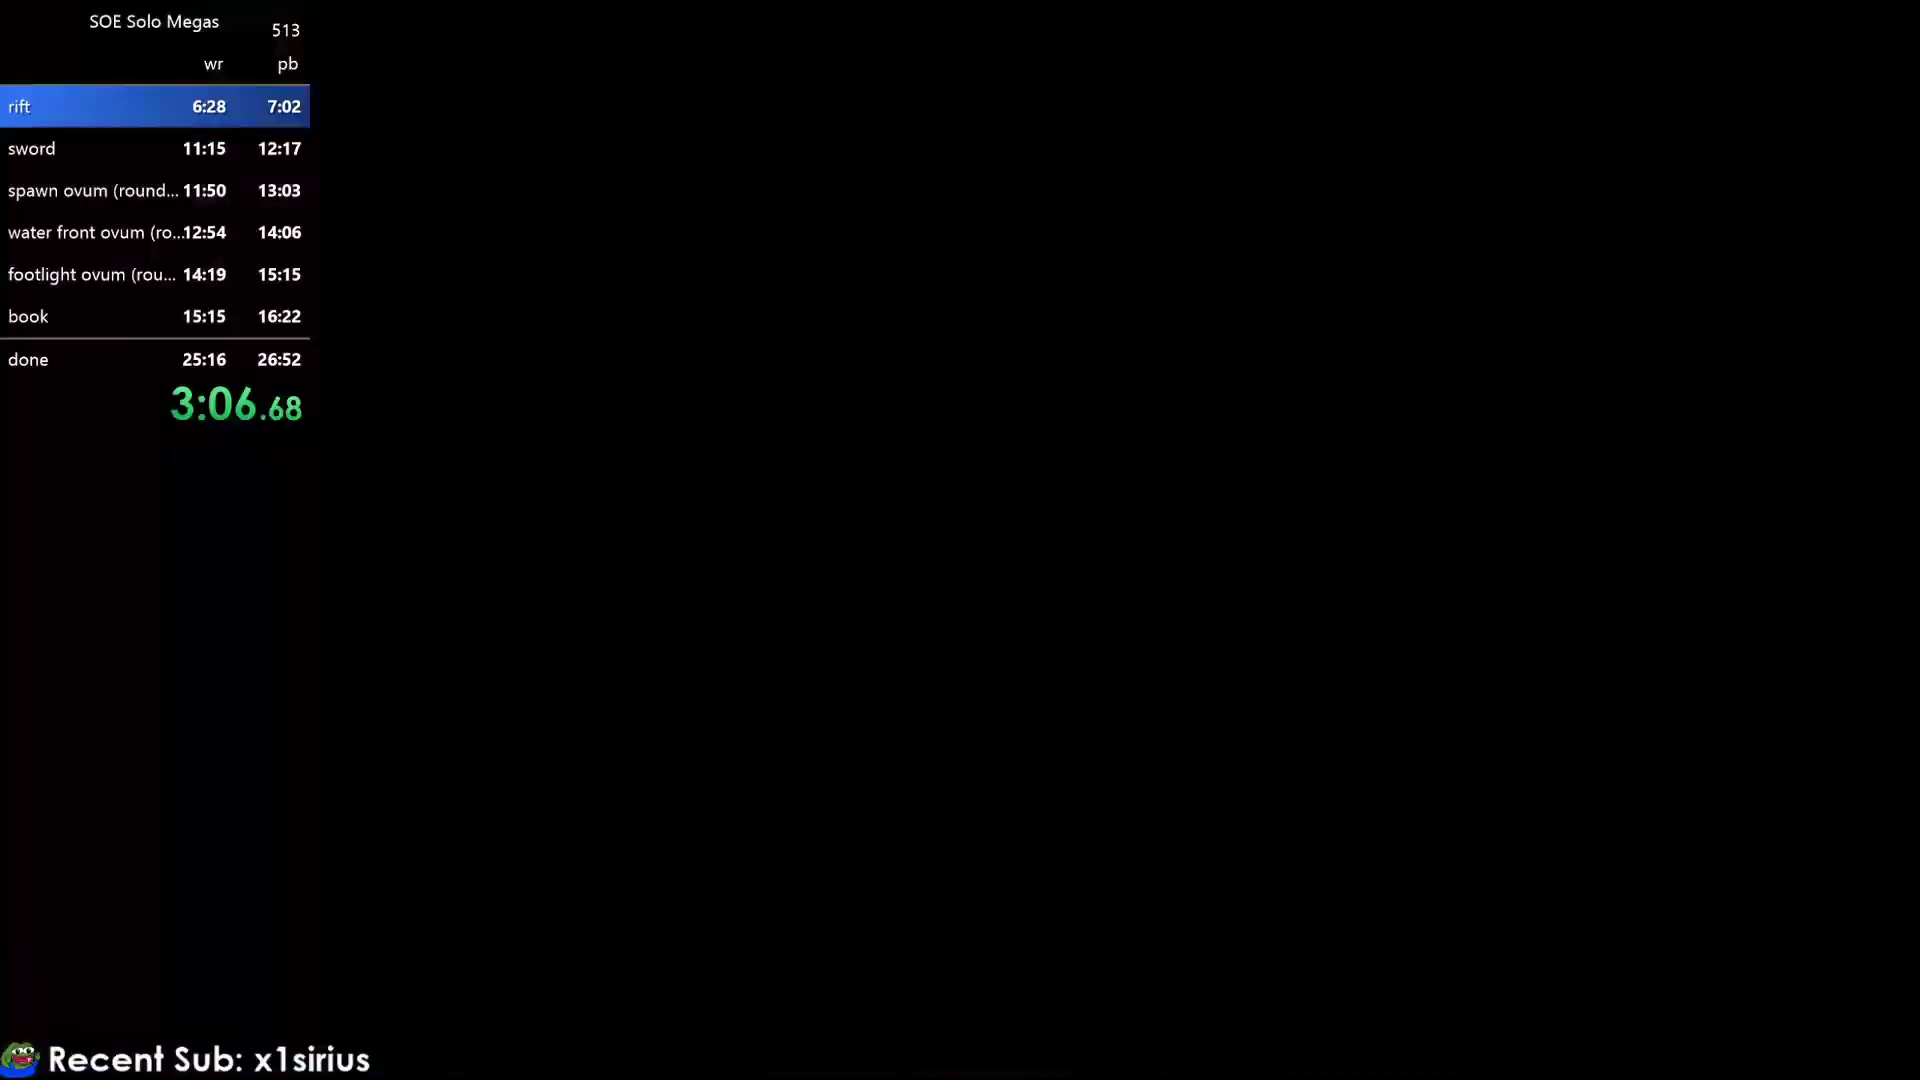 SOE Solo Megas
513
wr pb
rift 6:28 7:02
sword 11:15 12:17
spawn ovum (round... 11:50 13:03
water front ovum (ro... 12:54 14:06
footlight ovum (rou... 14:19 15:15
book 15:15 16:22
done 25:16 26:52
3:06.68
Recent Sub: x1sirius